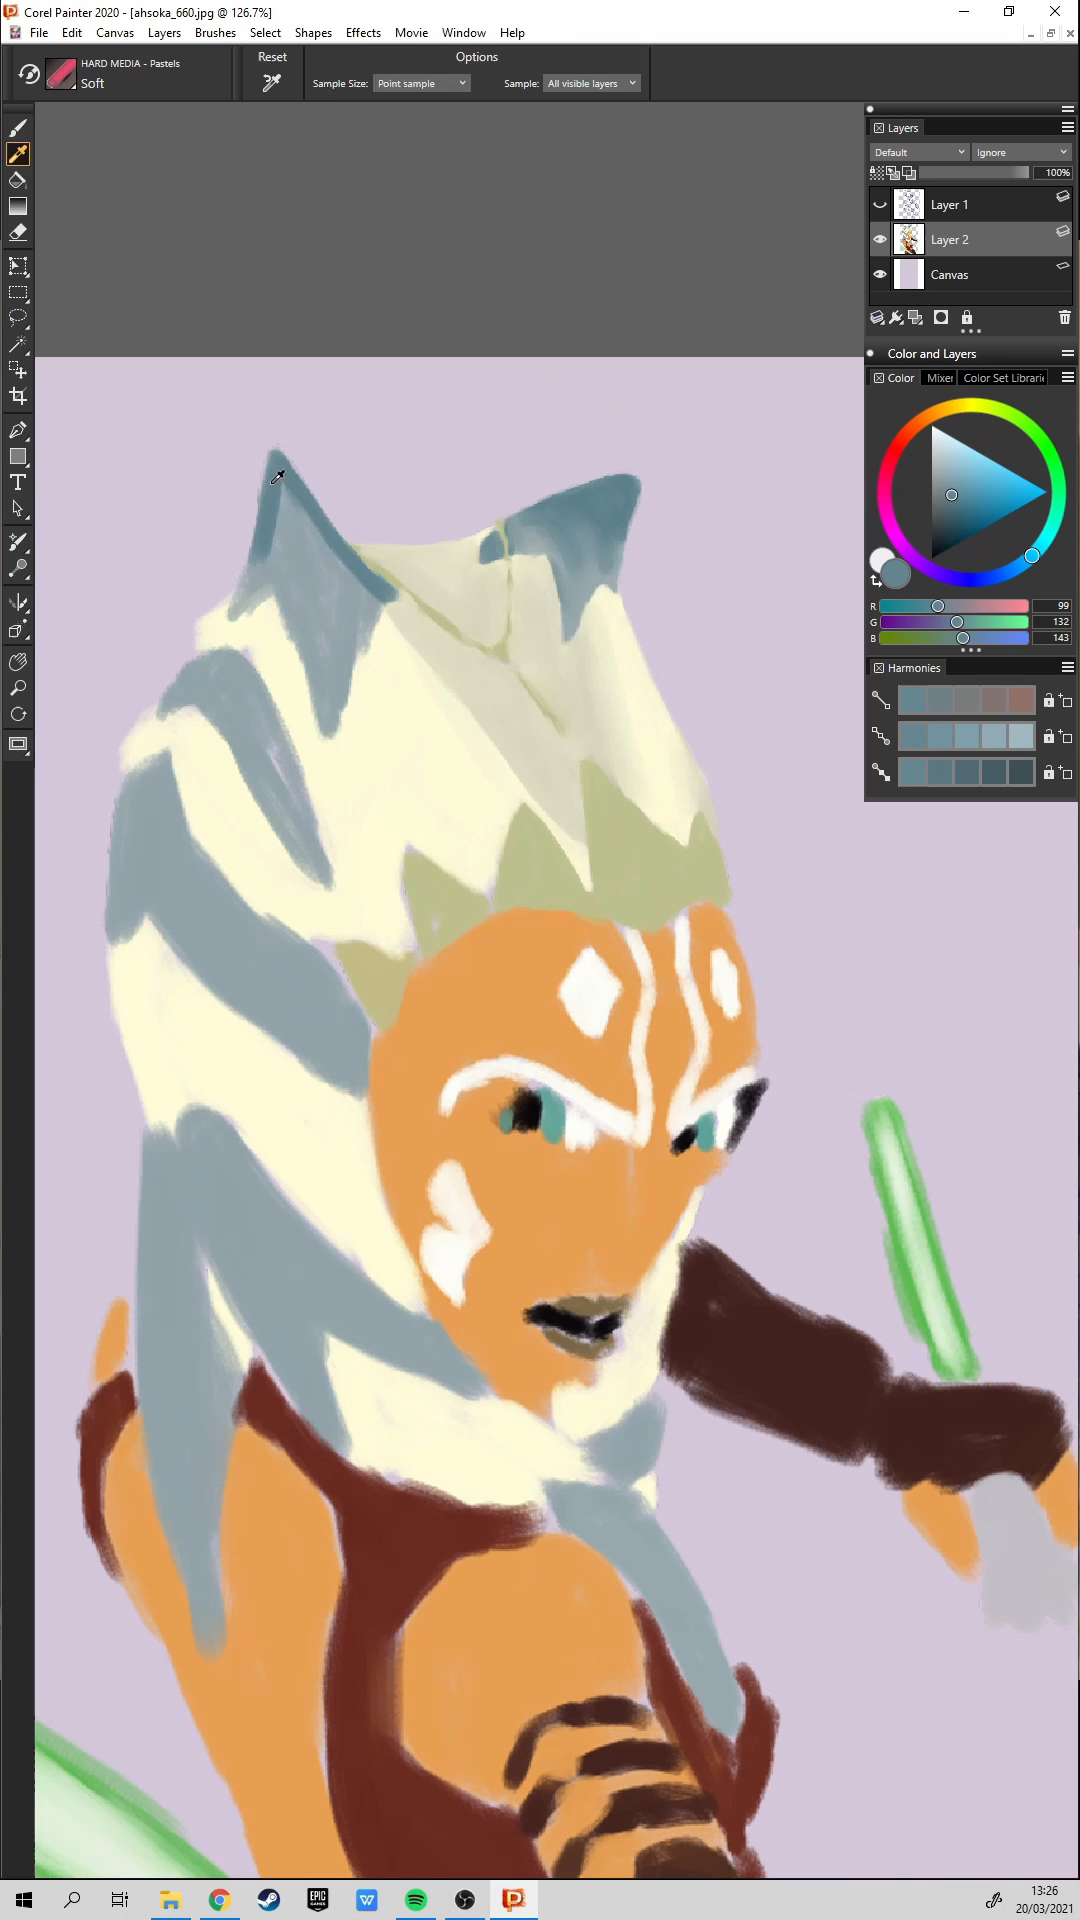 Corel Painter 2020 - [ahsoka_660.jpg @ 126.7%]
File Edit Canvas Layers Brushes Select Shapes Effects Movie Window Help
HARD MEDIA - Pastels
Soft
Reset
Options
Sample Size: Point sample
Sample: All visible layers
Layers
Default Ignore
100%
Layer 1
Layer 2
Canvas
Color and Layers
Color Mixer Color Set Librarie
R 99
G 132
B 143
Harmonies
T
EPIC
GAMES
W
13:26
20/03/2021